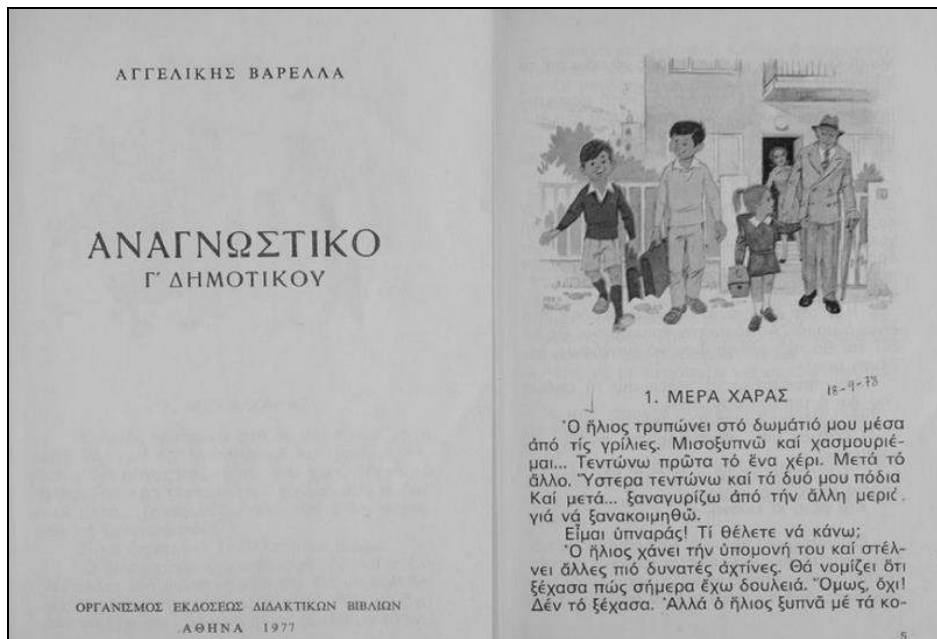 ΑΓΓΕΛΙΚΗΣ ΒΑΡΕΛΛΑ
ΑΝΑΓΝΩΣΤΙΚΟ
Γ΄ ΔΗΜΟΤΙΚΟΥ
ΟΡΓΑΝΙΣΜΟΣ ΕΚΔΟΣΕΩΣ ΔΙΔΑΚΤΙΚΩΝ ΒΙΒΛΙΩΝ
ΑΘΗΝΑ 1977
1. ΜΕΡΑ ΧΑΡΑΣ
18-9-78
Ὁ ἥλιος τρυπώνει στό δωμάτιό μου μέσα
ἀπό τίς γρίλιες. Μισοξυπνῶ καί χασμουριέ-
μαι... Τεντώνω πρῶτα τό ἕνα χέρι. Μετά τό
ἄλλο. Ὕστερα τεντώνω καί τά δυό μου πόδια
Καί μετά... ξαναγυρίζω ἀπό τήν ἄλλη μεριά
γιά νά ξανακοιμηθῶ.
Εἶμαι ὑπναράς! Τί θέλετε νά κάνω;
Ὁ ἥλιος χάνει τήν ὑπομονή του καί στέλ-
νει ἄλλες πιό δυνατές ἀχτίνες. Θά νομίζει ὅτι
ξέχασα πώς σήμερα ἔχω δουλειά. Ὅμως, ὄχι!
Δέν τό ξέχασα. Ἀλλά ὁ ἥλιος ξυπνᾶ μέ τά κο-
5